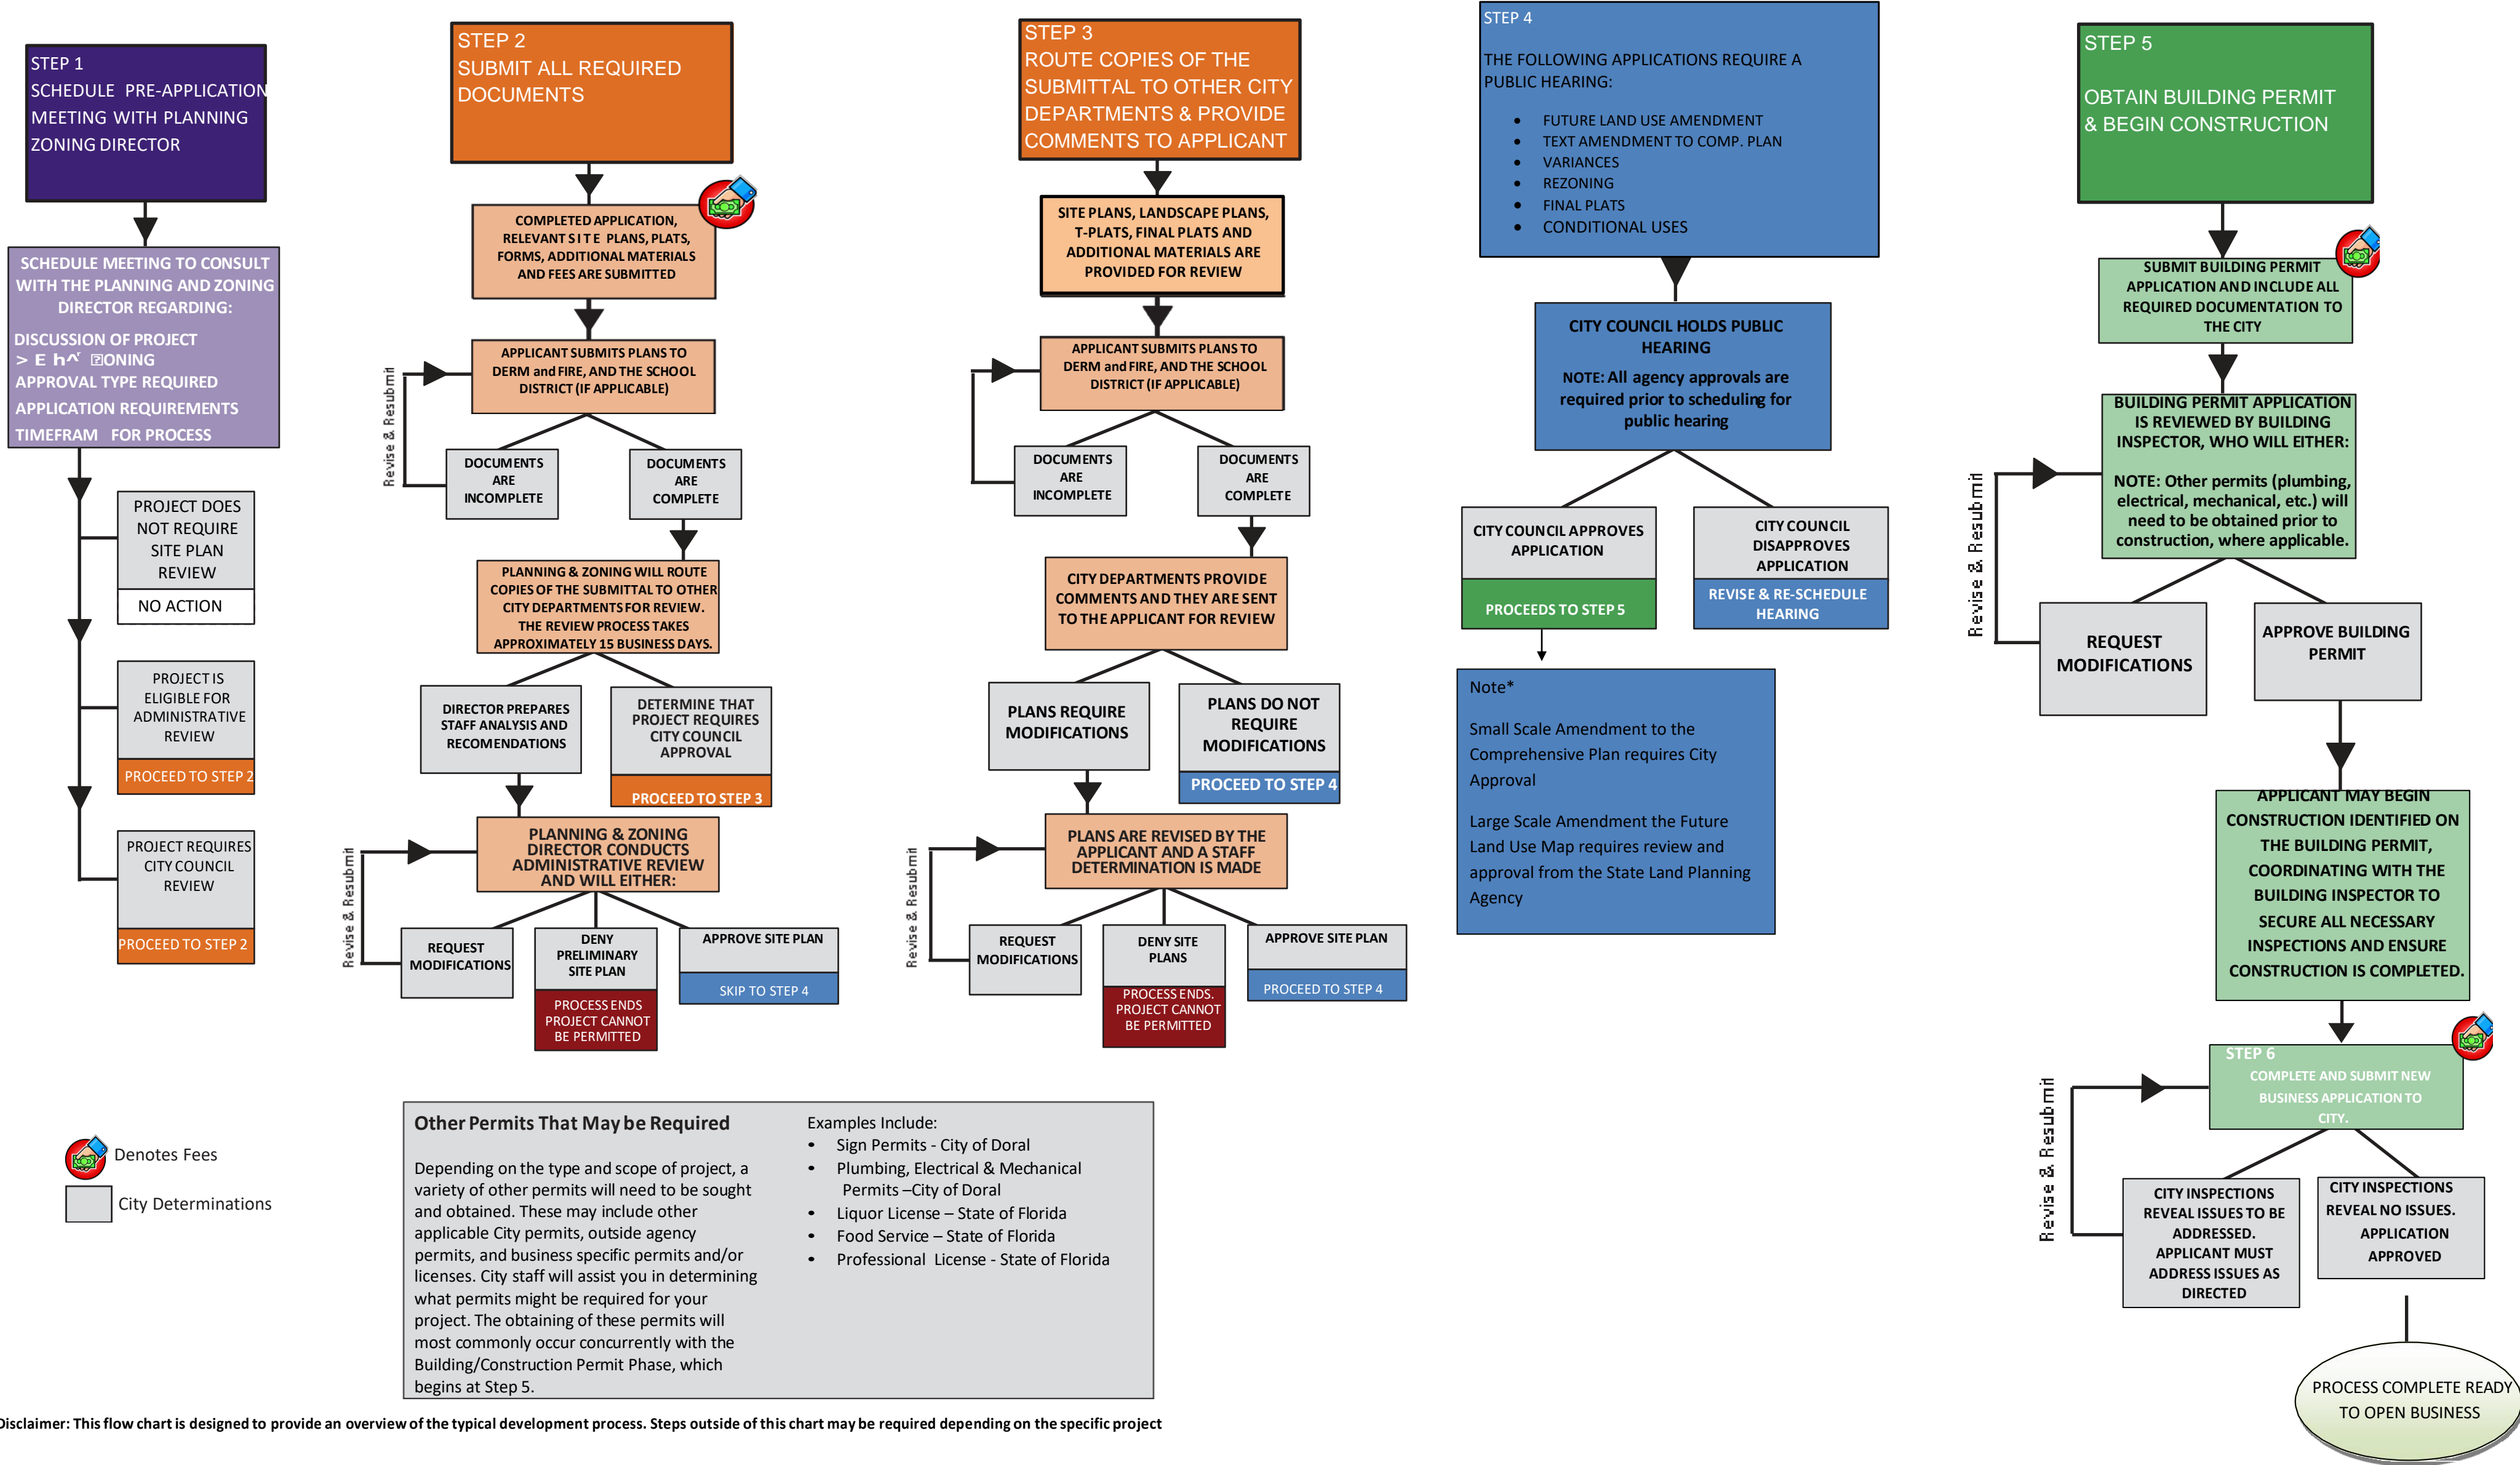 STEP 1
SCHEDULE PRE-APPLICATION
MEETING WITH PLANNING
ZONING DIRECTOR
SCHEDULE MEETING TO CONSULT
WITH THE PLANNING AND ZONING
DIRECTOR REGARDING:
DISCUSSION OF PROJECT
ONING
APPROVAL TYPE REQUIRED
APPLICATION REQUIREMENTS
TIMEFRAM FOR PROCESS
PROJECT DOES
NOT REQUIRE
SITE PLAN
REVIEW
NO ACTION
PROJECT IS
ELIGIBLE FOR
ADMINISTRATIVE
REVIEW
PROCEED TO STEP 2
PROJECT REQUIRES
CITY COUNCIL
REVIEW
PROCEED TO STEP 2
Denotes Fees
City Determinations
STEP 2
SUBMIT ALL REQUIRED
DOCUMENTS
COMPLETED APPLICATION,
RELEVANT SITE PLANS, PLATS,
FORMS, ADDITIONAL MATERIALS
AND FEES ARE SUBMITTED
APPLICANT SUBMITS PLANS TO
DERM and FIRE, AND THE SCHOOL
DISTRICT (IF APPLICABLE)
Revise & Resubmit
DOCUMENTS
ARE
INCOMPLETE
DOCUMENTS
ARE
COMPLETE
PLANNING & ZONING WILL ROUTE
COPIES OF THE SUBMITTAL TO OTHER
CITY DEPARTMENTS FOR REVIEW.
THE REVIEW PROCESS TAKES
APPROXIMATELY 15 BUSINESS DAYS.
DIRECTOR PREPARES
STAFF ANALYSIS AND
RECOMENDATIONS
DETERMINE THAT
PROJECT REQUIRES
CITY COUNCIL
APPROVAL
PROCEED TO STEP 3
PLANNING & ZONING
DIRECTOR CONDUCTS
ADMINISTRATIVE REVIEW
AND WILL EITHER:
Revise & Resubmit
REQUEST
MODIFICATIONS
DENY
PRELIMINARY
SITE PLAN
PROCESS ENDS
PROJECT CANNOT
BE PERMITTED
APPROVE SITE PLAN
SKIP TO STEP 4
STEP 3
ROUTE COPIES OF THE
SUBMITTAL TO OTHER CITY
DEPARTMENTS & PROVIDE
COMMENTS TO APPLICANT
SITE PLANS, LANDSCAPE PLANS,
T-PLATS, FINAL PLATS AND
ADDITIONAL MATERIALS ARE
PROVIDED FOR REVIEW
APPLICANT SUBMITS PLANS TO
DERM and FIRE, AND THE SCHOOL
DISTRICT (IF APPLICABLE)
Revise & Resubmit
DOCUMENTS
ARE
INCOMPLETE
DOCUMENTS
ARE
COMPLETE
CITY DEPARTMENTS PROVIDE
COMMENTS AND THEY ARE SENT
TO THE APPLICANT FOR REVIEW
PLANS REQUIRE
MODIFICATIONS
PLANS DO NOT
REQUIRE
MODIFICATIONS
PROCEED TO STEP 4
PLANS ARE REVISED BY THE
APPLICANT AND A STAFF
DETERMINATION IS MADE
Revise & Resubmit
REQUEST
MODIFICATIONS
DENY SITE
PLANS
PROCESS ENDS.
PROJECT CANNOT
BE PERMITTED
APPROVE SITE PLAN
PROCEED TO STEP 4
Other Permits That May be Required
Depending on the type and scope of project, a
variety of other permits will need to be sought
and obtained. These may include other
applicable City permits, outside agency
permits, and business specific permits and/or
licenses. City staff will assist you in determining
what permits might be required for your
project. The obtaining of these permits will
most commonly occur concurrently with the
Building/Construction Permit Phase, which
begins at Step 5.
Examples Include:
• Sign Permits - City of Doral
• Plumbing, Electrical & Mechanical
Permits –City of Doral
• Liquor License – State of Florida
• Food Service – State of Florida
• Professional License - State of Florida
STEP 4
THE FOLLOWING APPLICATIONS REQUIRE A
PUBLIC HEARING:
• FUTURE LAND USE AMENDMENT
• TEXT AMENDMENT TO COMP. PLAN
• VARIANCES
• REZONING
• FINAL PLATS
• CONDITIONAL USES
CITY COUNCIL HOLDS PUBLIC
HEARING
NOTE: All agency approvals are
required prior to scheduling for
public hearing
CITY COUNCIL APPROVES
APPLICATION
PROCEEDS TO STEP 5
CITY COUNCIL
DISAPPROVES
APPLICATION
REVISE & RE-SCHEDULE
HEARING
Note*
Small Scale Amendment to the
Comprehensive Plan requires City
Approval
Large Scale Amendment the Future
Land Use Map requires review and
approval from the State Land Planning
Agency
STEP 5
OBTAIN BUILDING PERMIT
& BEGIN CONSTRUCTION
SUBMIT BUILDING PERMIT
APPLICATION AND INCLUDE ALL
REQUIRED DOCUMENTATION TO
THE CITY
BUILDING PERMIT APPLICATION
IS REVIEWED BY BUILDING
INSPECTOR, WHO WILL EITHER:
NOTE: Other permits (plumbing,
electrical, mechanical, etc.) will
need to be obtained prior to
construction, where applicable.
Revise & Resubmit
REQUEST
MODIFICATIONS
APPROVE BUILDING
PERMIT
APPLICANT MAY BEGIN
CONSTRUCTION IDENTIFIED ON
THE BUILDING PERMIT,
COORDINATING WITH THE
BUILDING INSPECTOR TO
SECURE ALL NECESSARY
INSPECTIONS AND ENSURE
CONSTRUCTION IS COMPLETED.
STEP 6
COMPLETE AND SUBMIT NEW
BUSINESS APPLICATION TO
CITY.
Revise & Resubmit
CITY INSPECTIONS
REVEAL ISSUES TO BE
ADDRESSED.
APPLICANT MUST
ADDRESS ISSUES AS
DIRECTED
CITY INSPECTIONS
REVEAL NO ISSUES.
APPLICATION
APPROVED
PROCESS COMPLETE READY
TO OPEN BUSINESS
Disclaimer: This flow chart is designed to provide an overview of the typical development process. Steps outside of this chart may be required depending on the specific project